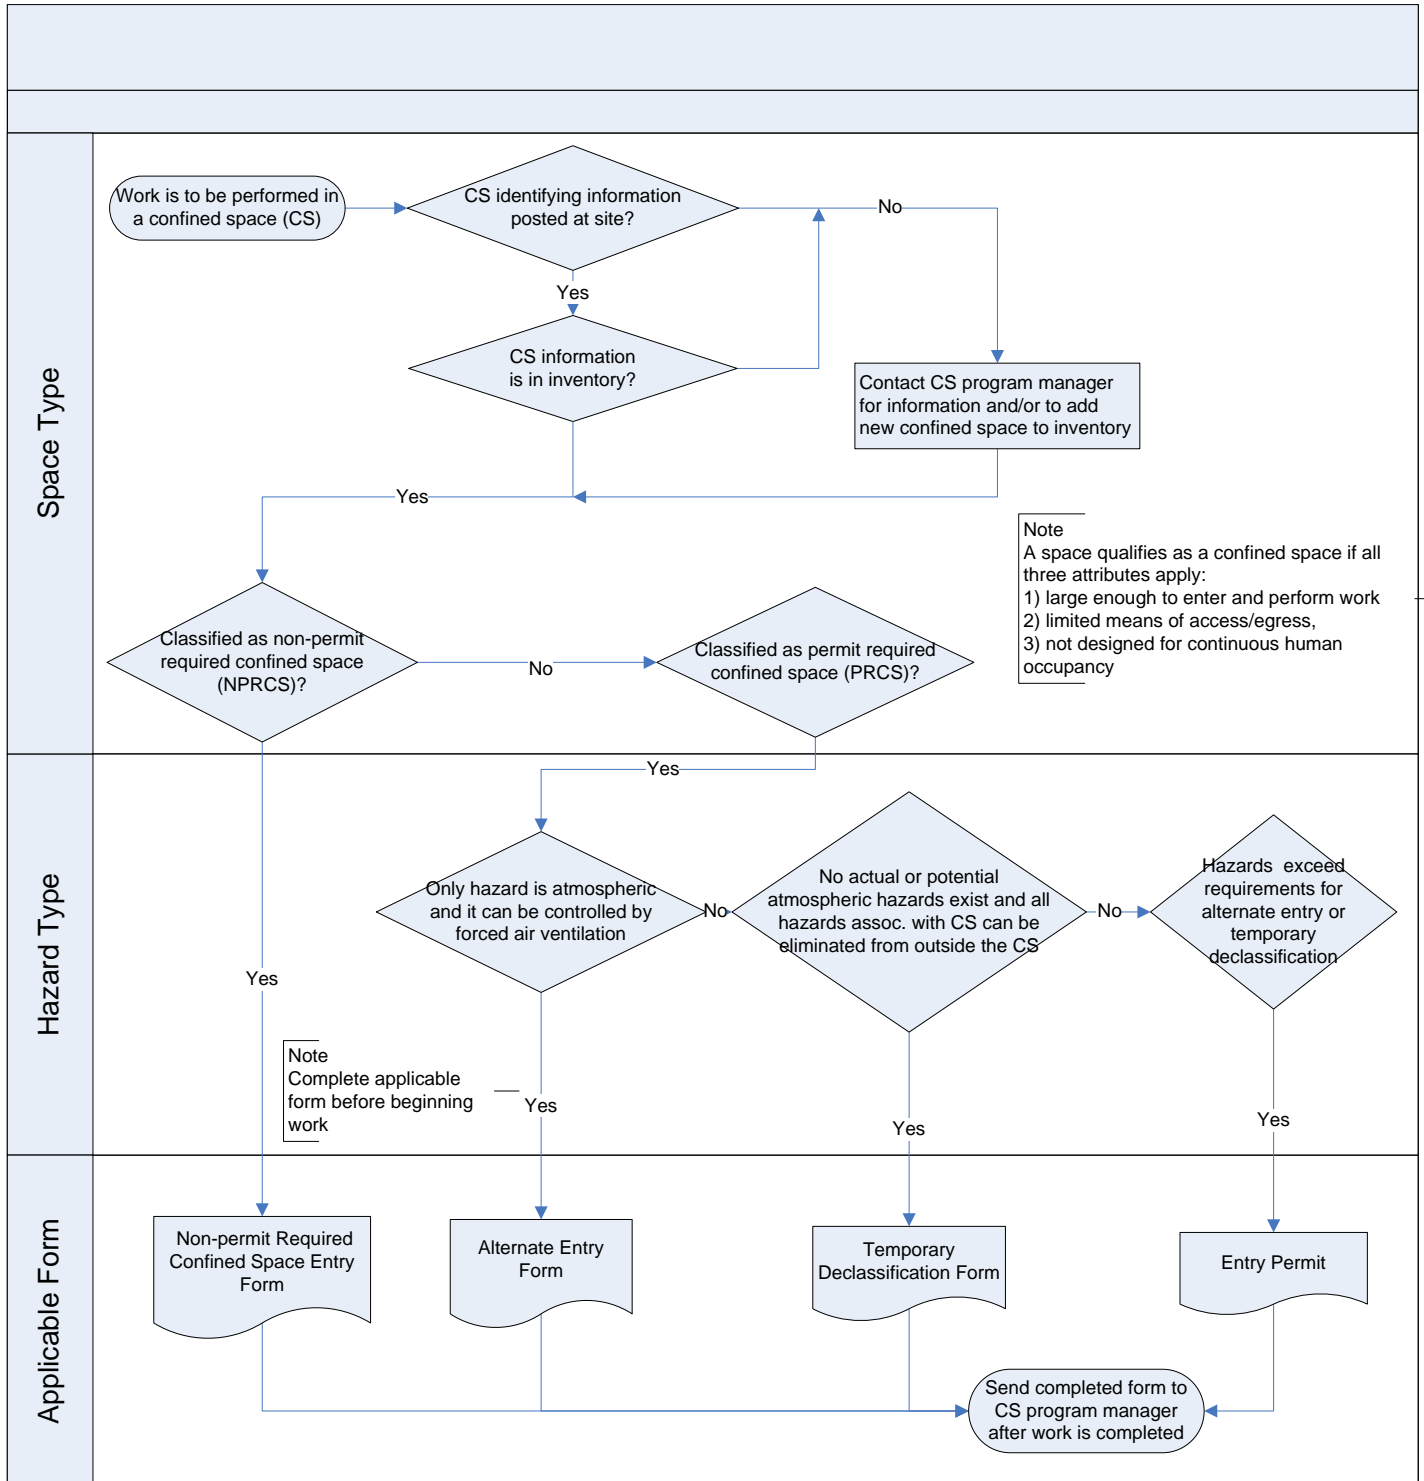 Space Type
Work is to be performed in
a confined space (CS)
CS identifying information
posted at site?
No
Yes
CS information
is in inventory?
Contact CS program manager
for information and/or to add
new confined space to inventory
Yes
Note
A space qualifies as a confined space if all
three attributes apply:
1) large enough to enter and perform work
2) limited means of access/egress,
3) not designed for continuous human
occupancy
Classified as non-permit
required confined space
(NPRCS)?
No
Classified as permit required
confined space (PRCS)?
Hazard Type
Yes
Only hazard is atmospheric
and it can be controlled by
forced air ventilation
No
No actual or potential
atmospheric hazards exist and all
hazards assoc. with CS can be
eliminated from outside the CS
No
Hazards exceed
requirements for
alternate entry or
temporary
declassification
Yes
Note
Complete applicable
form before beginning
work
Yes
Yes
Yes
Applicable Form
Non-permit Required
Confined Space Entry
Form
Alternate Entry
Form
Temporary
Declassification Form
Entry Permit
Send completed form to
CS program manager
after work is completed